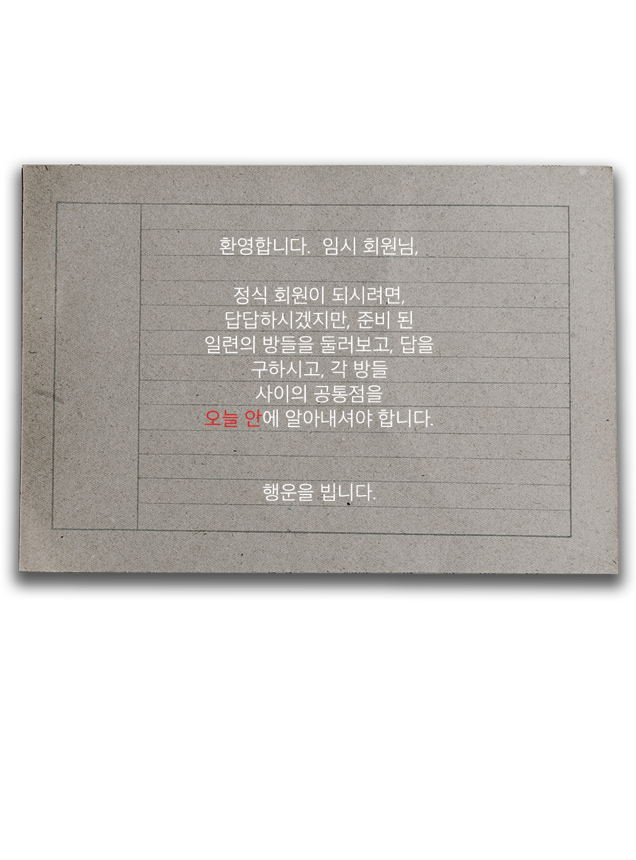 환영합니다.  임시 회원님,
정식 회원이 되시려면,
답답하시겠지만, 준비 된
일련의 방들을 둘러보고, 답을
구하시고, 각 방들
사이의 공통점을
오늘 안에 알아내셔야 합니다.
행운을 빕니다.